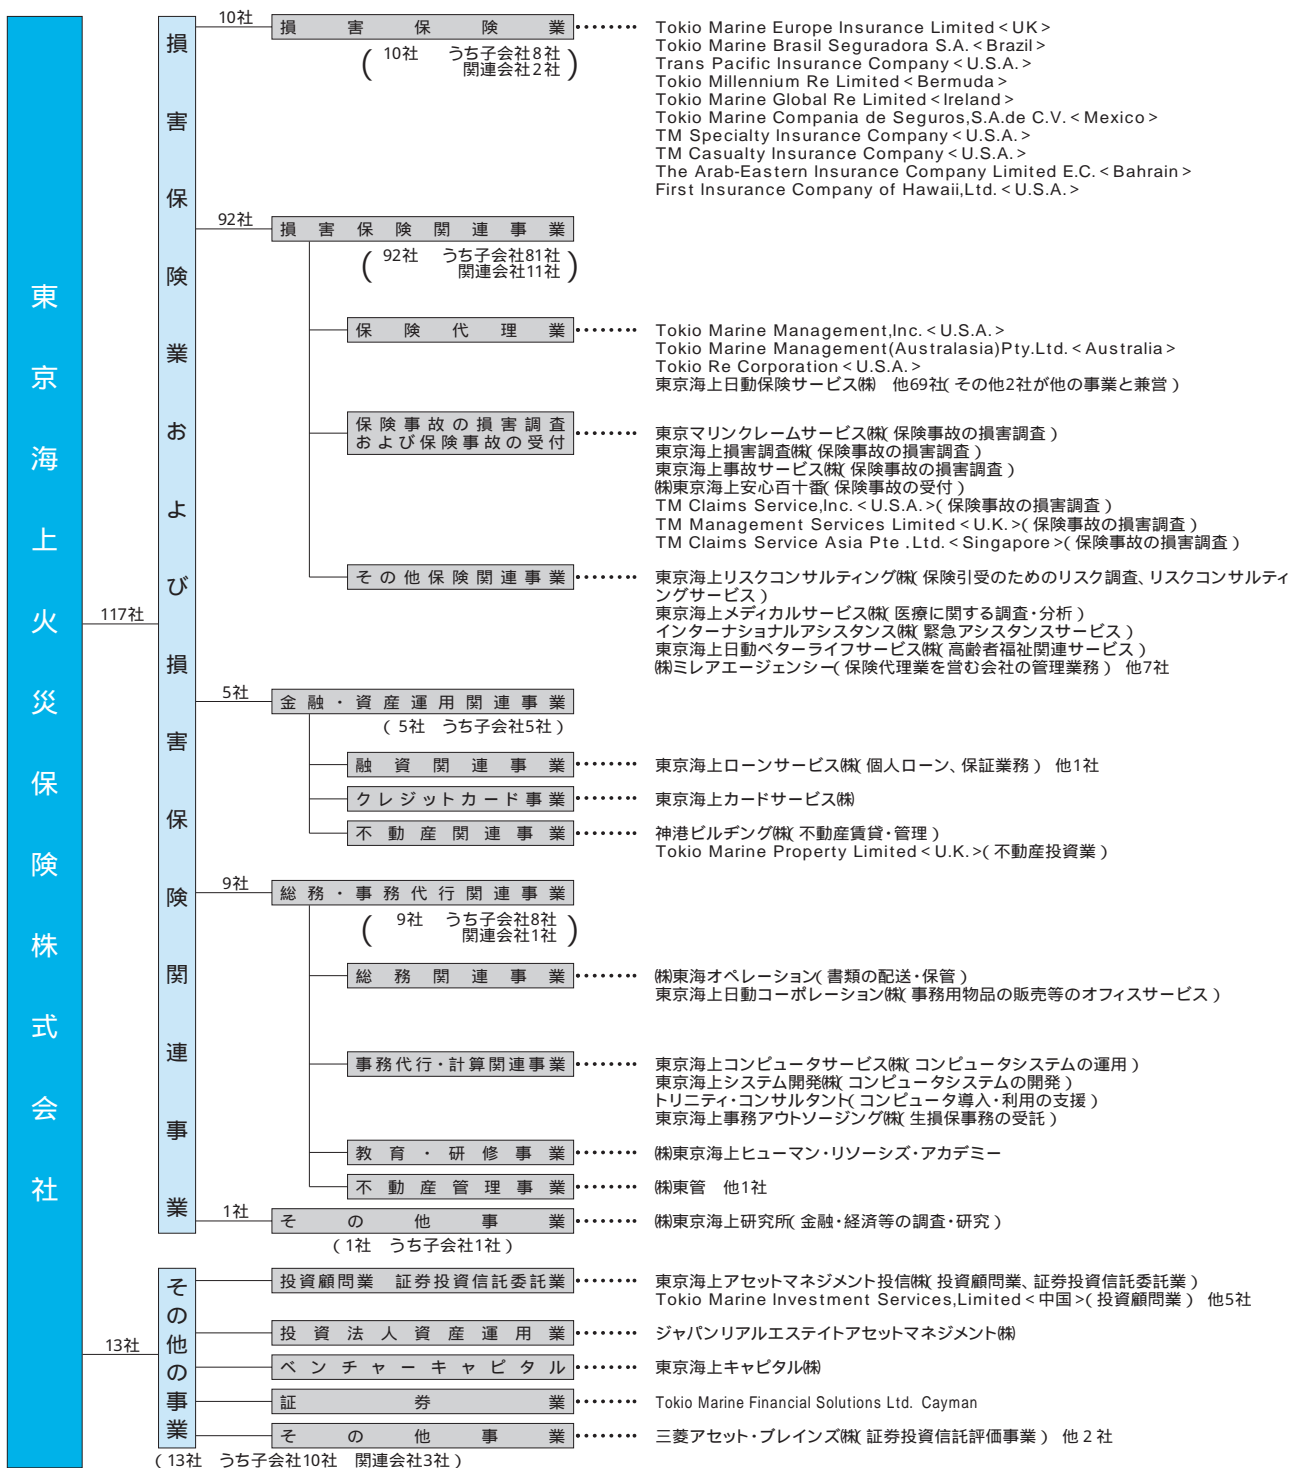 東京海上火災保険株式会社
117社
損害保険業および損害保険関連事業
10社
損害保険業
(10社 うち子会社8社
関連会社2社)
Tokio Marine Europe Insurance Limited<UK>
Tokio Marine Brasil Seguradora S.A.<Brazil>
Trans Pacific Insurance Company<U.S.A.>
Tokio Millennium Re Limited<Bermuda>
Tokio Marine Global Re Limited<Ireland>
Tokio Marine Compania de Seguros,S.A.de C.V.<Mexico>
TM Specialty Insurance Company<U.S.A.>
TM Casualty Insurance Company<U.S.A.>
The Arab-Eastern Insurance Company Limited E.C.<Bahrain>
First Insurance Company of Hawaii,Ltd.<U.S.A.>
92社
損害保険関連事業
(92社 うち子会社81社
関連会社11社)
保険代理業
Tokio Marine Management,Inc.<U.S.A.>
Tokio Marine Management(Australasia)Pty.Ltd.<Australia>
Tokio Re Corporation<U.S.A.>
東京海上日動保険サービス㈱ 他69社(その他2社が他の事業と兼営)
保険事故の損害調査
および保険事故の受付
東京マリンクレームサービス㈱(保険事故の損害調査)
東京海上損害調査㈱(保険事故の損害調査)
東京海上事故サービス㈱(保険事故の損害調査)
㈱東京海上安心百十番(保険事故の受付)
TM Claims Service,Inc.<U.S.A.>(保険事故の損害調査)
TM Management Services Limited<U.K.>(保険事故の損害調査)
TM Claims Service Asia Pte .Ltd.<Singapore>(保険事故の損害調査)
その他保険関連事業
東京海上リスクコンサルティング㈱(保険引受のためのリスク調査、リスクコンサルティ
ングサービス)
東京海上メディカルサービス㈱(医療に関する調査・分析)
インターナショナルアシスタンス㈱(緊急アシスタンスサービス)
東京海上日動ベターライフサービス㈱(高齢者福祉関連サービス)
㈱ミレアエージェンシー(保険代理業を営む会社の管理業務) 他7社
5社
金融・資産運用関連事業
(5社 うち子会社5社)
融資関連事業
東京海上ローンサービス㈱(個人ローン、保証業務) 他1社
クレジットカード事業
東京海上カードサービス㈱
不動産関連事業
神港ビルヂング㈱(不動産賃貸・管理)
Tokio Marine Property Limited<U.K.>(不動産投資業)
9社
総務・事務代行関連事業
(9社 うち子会社8社
関連会社1社)
総務関連事業
㈱東海オペレーション(書類の配送・保管)
東京海上日動コーポレーション㈱(事務用物品の販売等のオフィスサービス)
事務代行・計算関連事業
東京海上コンピュータサービス㈱(コンピュータシステムの運用)
東京海上システム開発㈱(コンピュータシステムの開発)
トリニティ・コンサルタント(コンピュータ導入・利用の支援)
東京海上事務アウトソージング㈱(生損保事務の受託)
教育・研修事業
㈱東京海上ヒューマン・リソーシズ・アカデミー
不動産管理事業
㈱東管 他1社
1社
その他事業
(1社 うち子会社1社)
㈱東京海上研究所(金融・経済等の調査・研究)
13社
その他の事業
投資顧問業 証券投資信託委託業
東京海上アセットマネジメント投信㈱(投資顧問業、証券投資信託委託業)
Tokio Marine Investment Services,Limited<中国>(投資顧問業) 他5社
投資法人資産運用業
ジャパンリアルエステイトアセットマネジメント㈱
ベンチャーキャピタル
東京海上キャピタル㈱
証券業
Tokio Marine Financial Solutions Ltd. Cayman
その他事業
三菱アセット・ブレインズ㈱(証券投資信託評価事業) 他2社
(13社 うち子会社10社 関連会社3社)